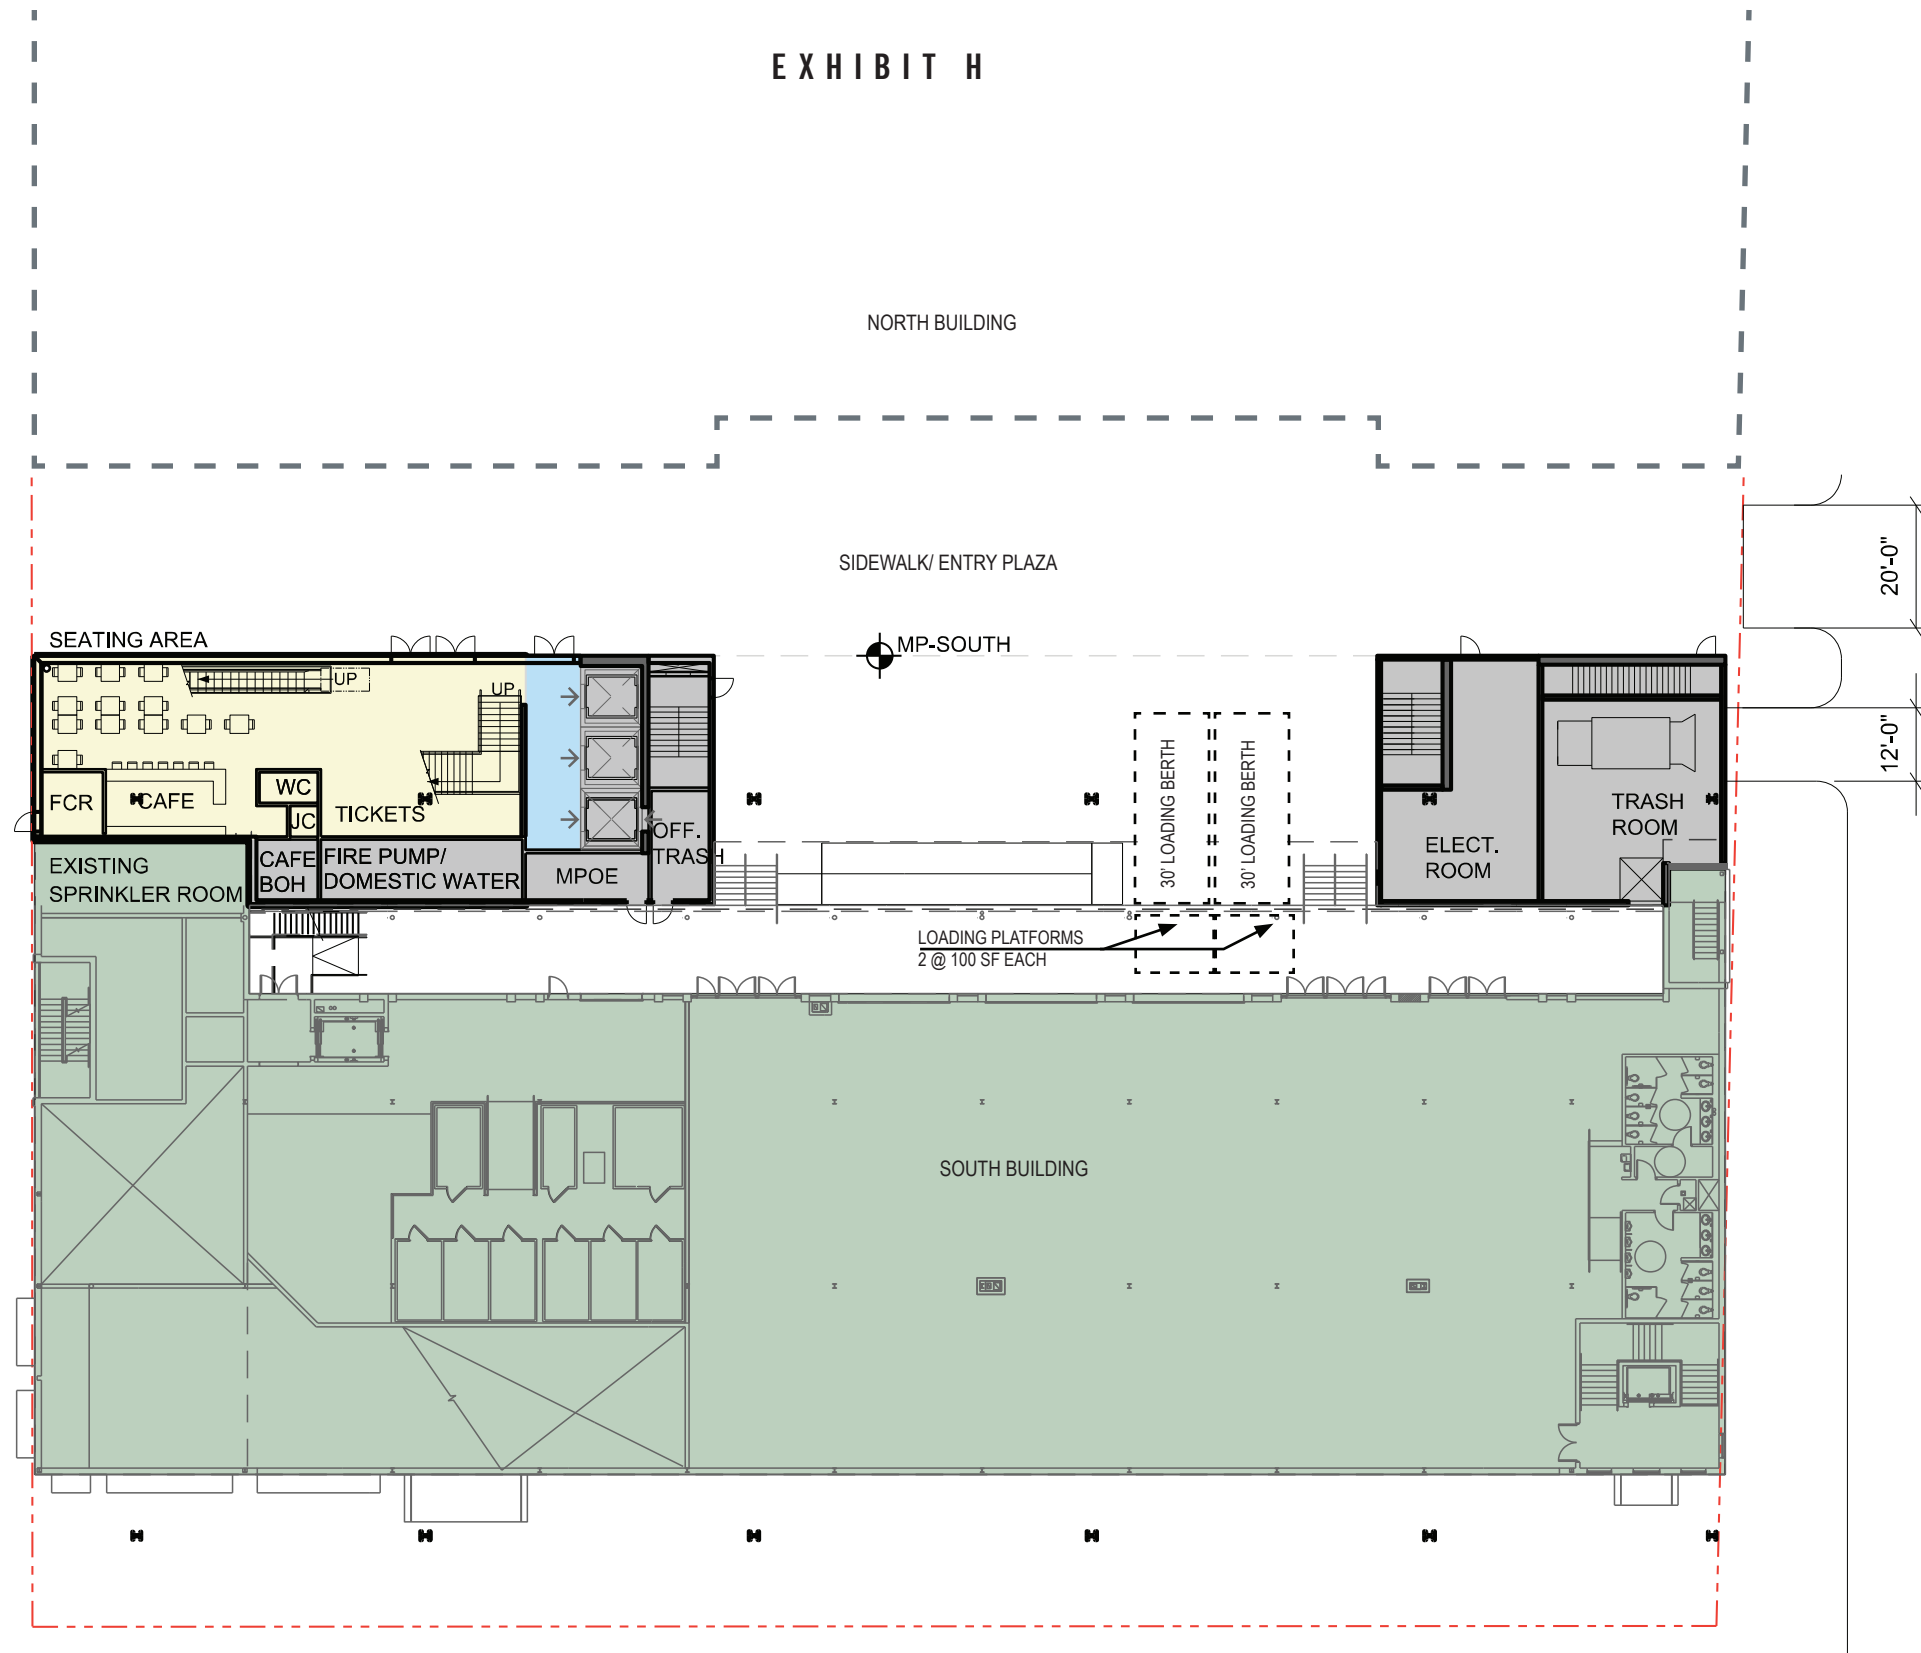 EXHIBIT H
NORTH BUILDING
SIDEWALK/ ENTRY PLAZA
20'-0"
SEATING AREA
MP-SOUTH
UP
UP
12'-0"
30' LOADING BERTH
30' LOADING BERTH
WC
FCR
CAFE
TICKETS
JC
TRASH
ROOM
OFF.
TRASH
ELECT.
ROOM
EXISTING
SPRINKLER ROOM
CAFE
BOH
FIRE PUMP/
DOMESTIC WATER
MPOE
LOADING PLATFORMS
2 @ 100 SF EACH
SOUTH BUILDING